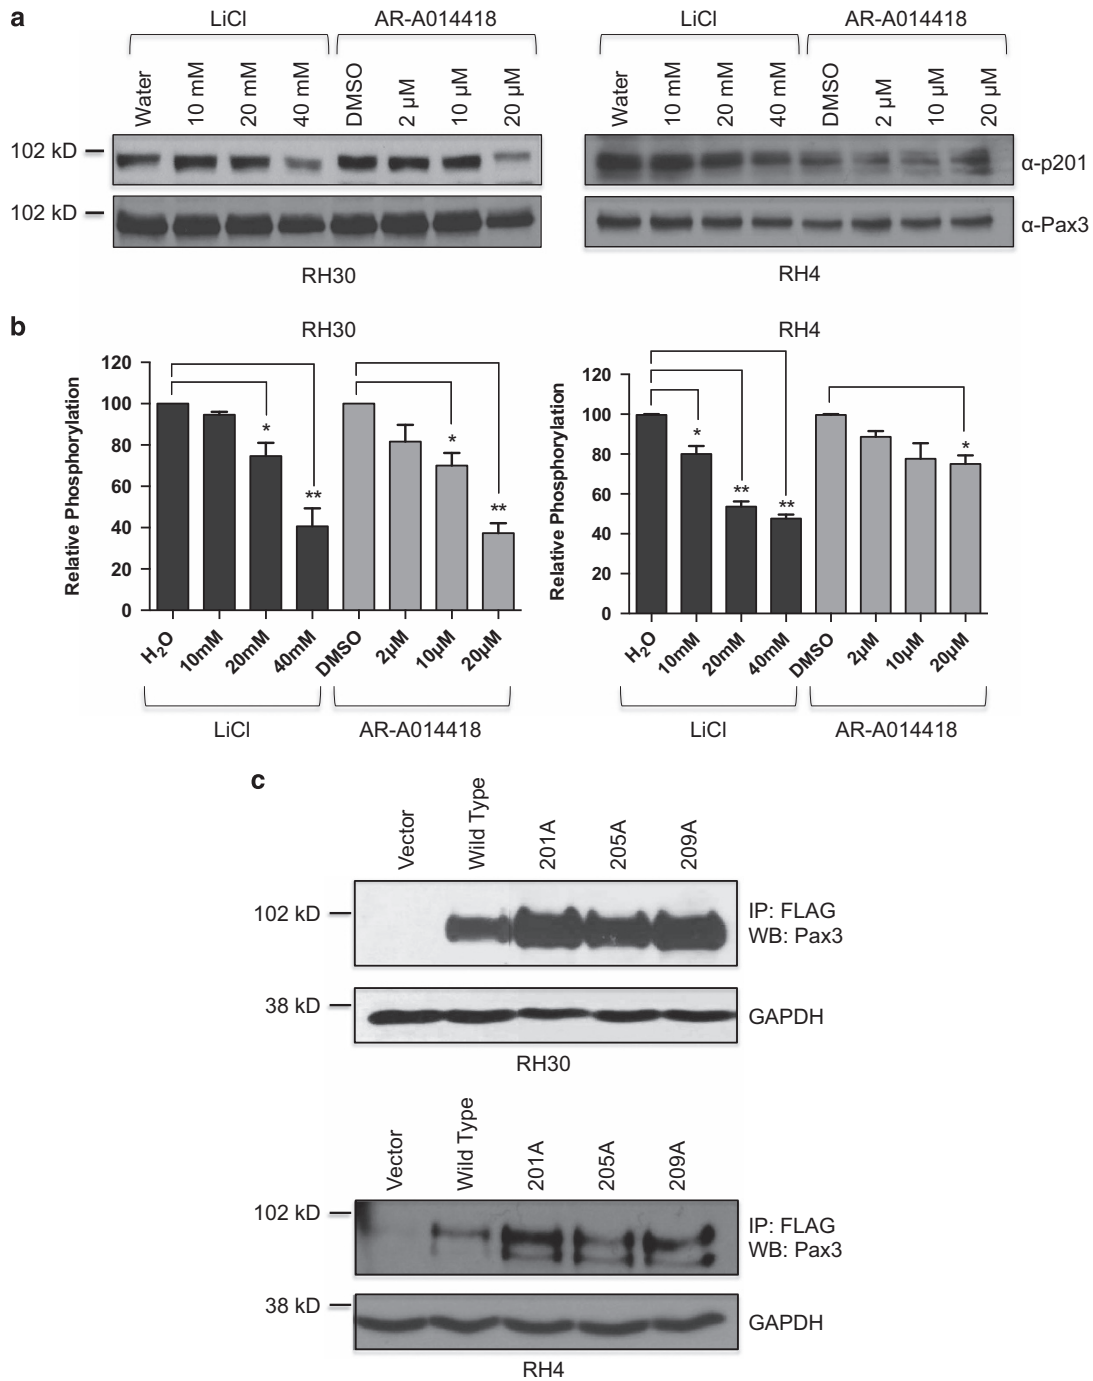 a
LiCl AR-A014418 LiCl AR-A014418
Water 10 mM 20 mM 40 mM DMSO 2 µM 10 µM 20 µM Water 10 mM 20 mM 40 mM DMSO 2 µM 10 µM 20 µM
102 kD α-p201
102 kD α-Pax3
RH30 RH4
b
RH30 RH4
Relative Phosphorylation
120
100
80
60
40
20
0
* ** * **
H₂O 10mM 20mM 40mM DMSO 2µM 10µM 20µM
LiCl AR-A014418
Relative Phosphorylation
120
100
80
60
40
20
0
* ** ** *
H₂O 10mM 20mM 40mM DMSO 2µM 10µM 20µM
LiCl AR-A014418
c
Vector Wild Type 201A 205A 209A
102 kD IP: FLAG
WB: Pax3
38 kD GAPDH
RH30
Vector Wild Type 201A 205A 209A
102 kD IP: FLAG
WB: Pax3
38 kD GAPDH
RH4